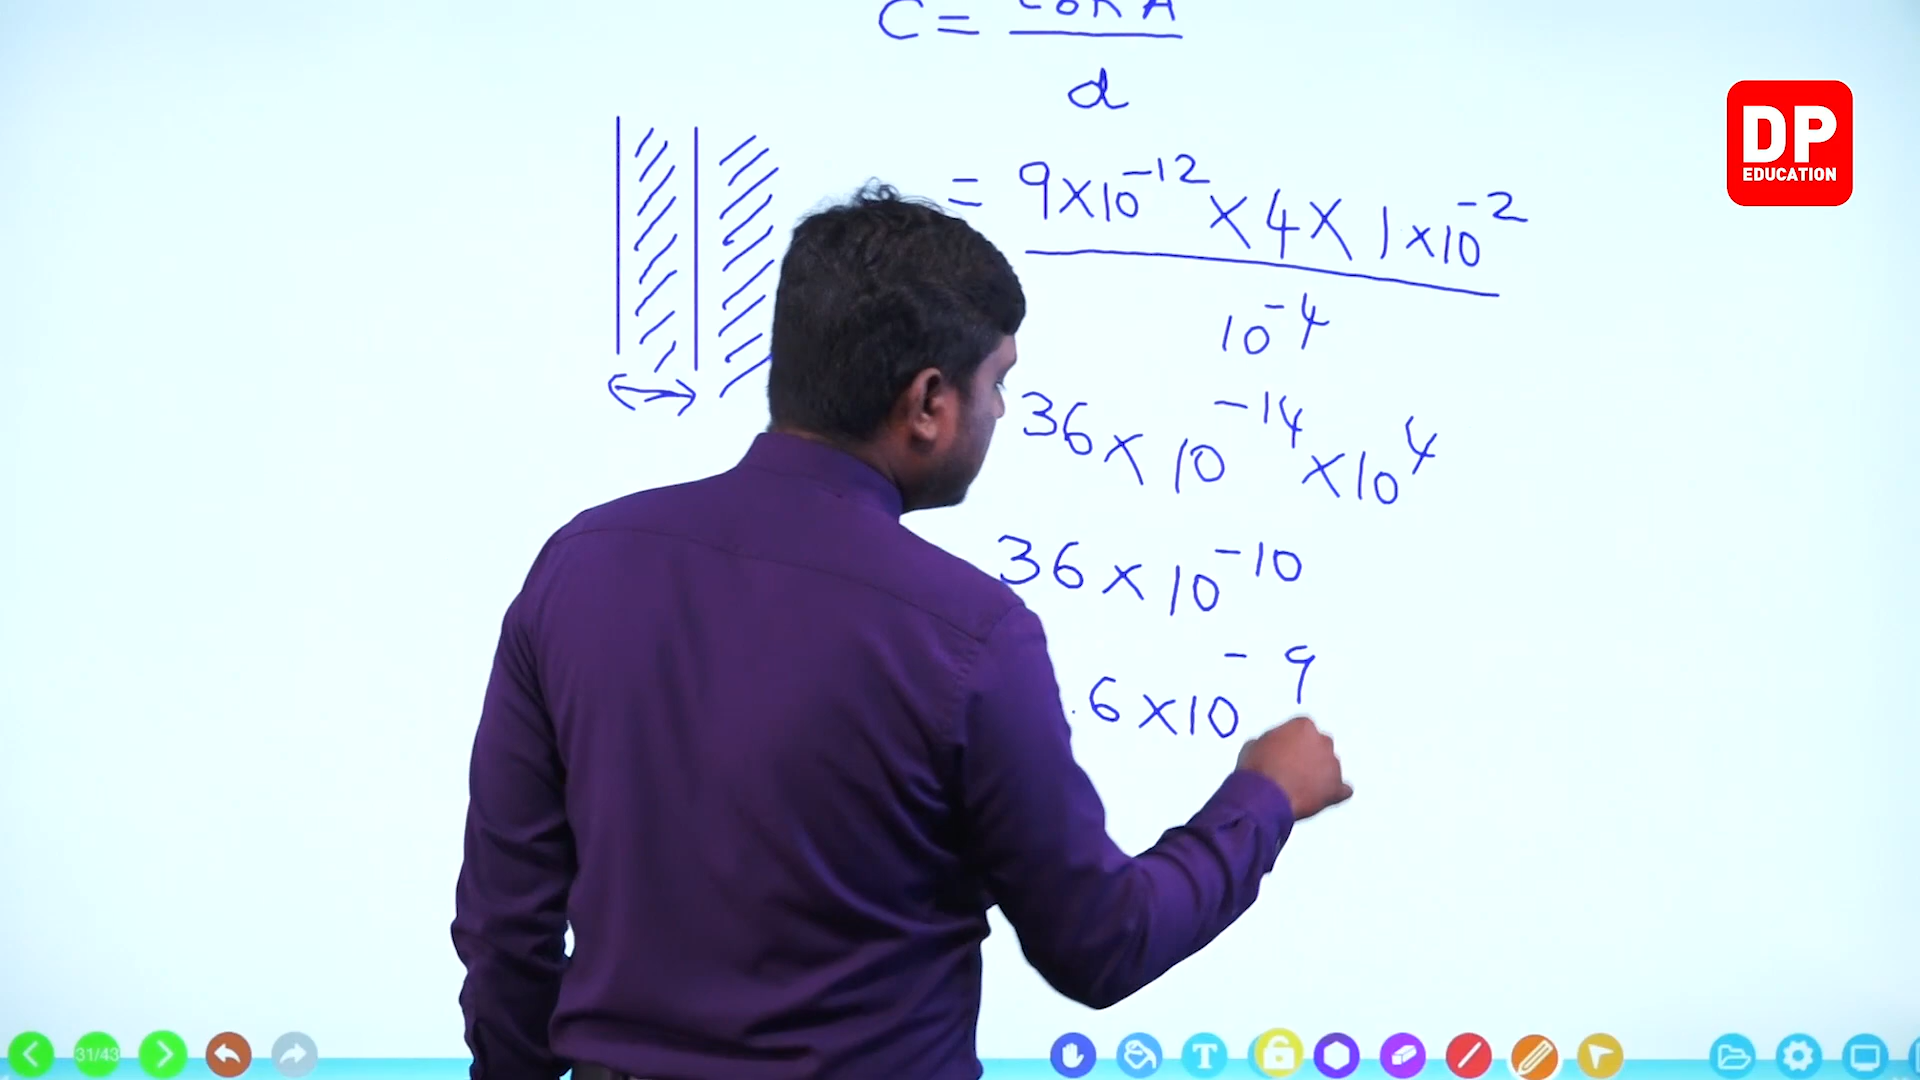 C =
d
= 9×10⁻¹² × 4 × 1×10⁻²
10⁻⁴
36 × 10⁻¹⁴ × 10⁴
36 × 10⁻¹⁰
.6 × 10⁻⁹
DP
EDUCATION
31/43
T